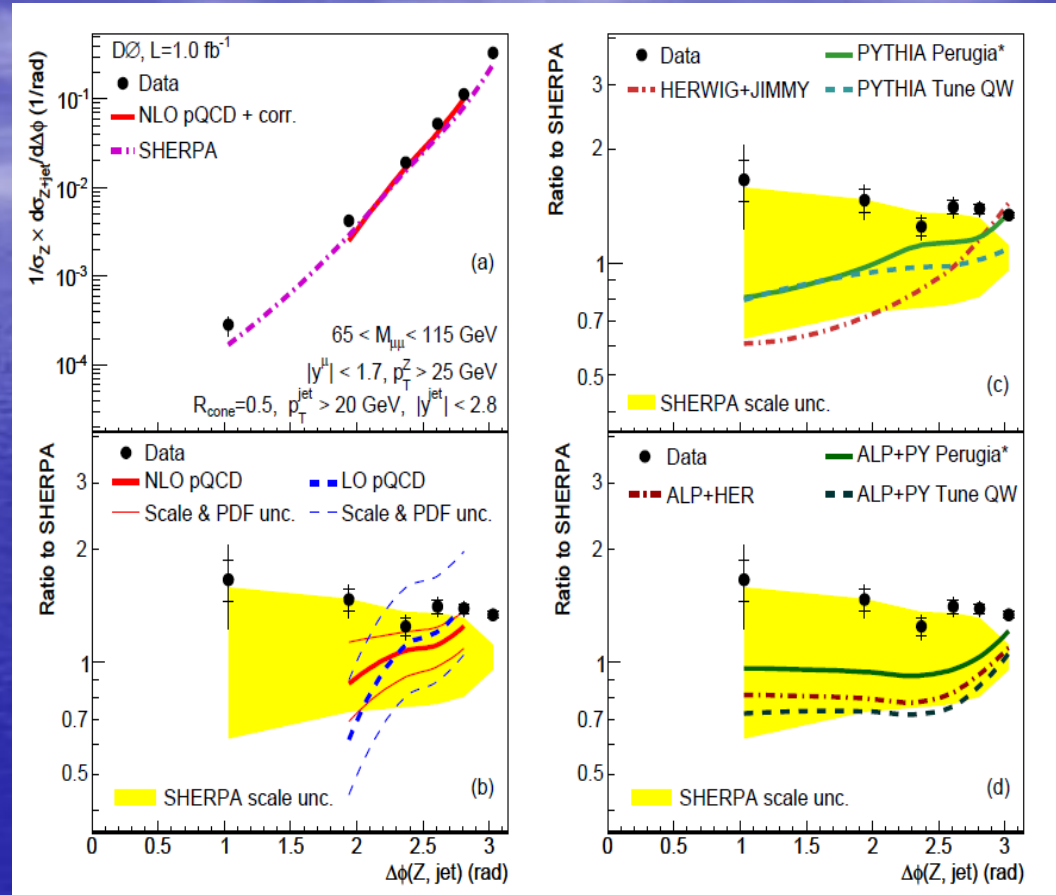 1/σ_Z × dσ_Z+jet/dΔϕ (1/rad)
DØ, L=1.0 fb⁻¹
Data
NLO pQCD + corr.
SHERPA
10⁻¹
10⁻²
10⁻³
10⁻⁴
(a)
65 < M_μμ < 115 GeV
|y^μ| < 1.7, p_T^Z > 25 GeV
R_cone=0.5, p_T^jet > 20 GeV, |y^jet| < 2.8
Ratio to SHERPA
Data
PYTHIA Perugia*
HERWIG+JIMMY
PYTHIA Tune QW
3
2
1
0.7
0.5
(c)
SHERPA scale unc.
Ratio to SHERPA
Data
NLO pQCD
LO pQCD
Scale & PDF unc.
Scale & PDF unc.
3
2
1
0.7
0.5
(b)
SHERPA scale unc.
0 0.5 1 1.5 2 2.5 3
Δϕ(Z, jet) (rad)
Ratio to SHERPA
Data
ALP+PY Perugia*
ALP+HER
ALP+PY Tune QW
3
2
1
0.7
0.5
(d)
SHERPA scale unc.
0 0.5 1 1.5 2 2.5 3
Δϕ(Z, jet) (rad)